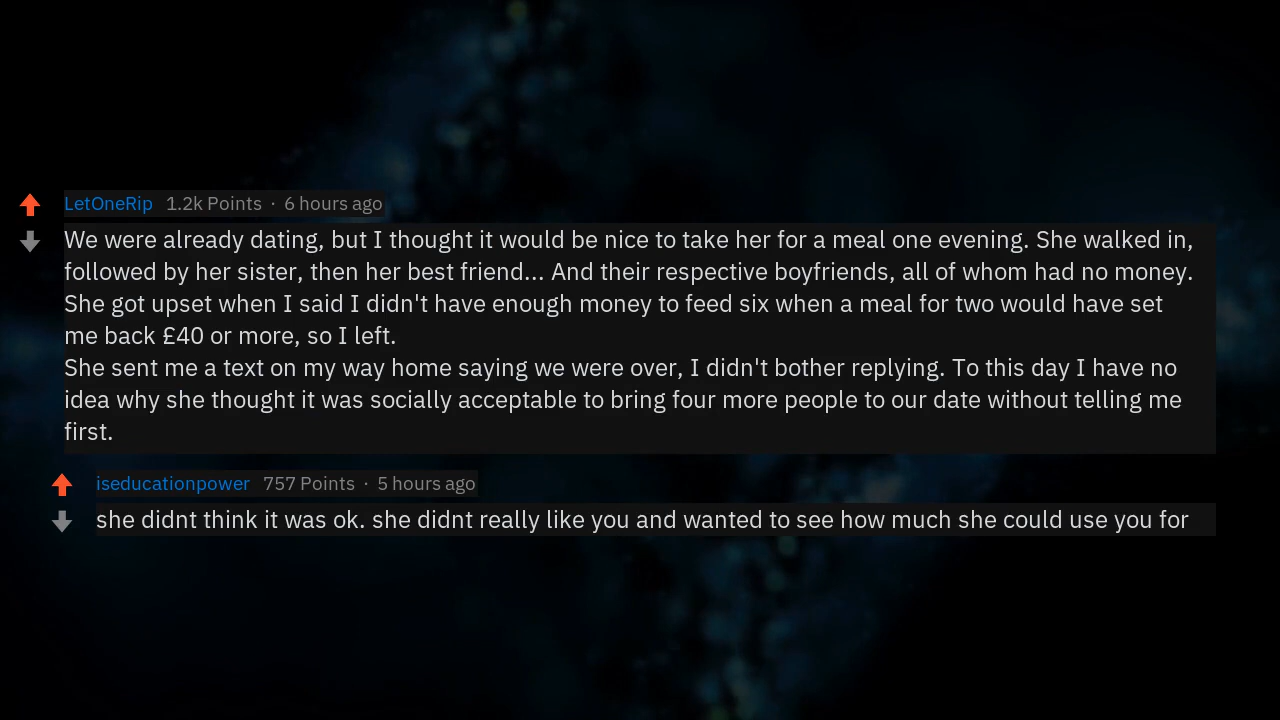 LetOneRip 1.2k Points · 6 hours ago
We were already dating, but I thought it would be nice to take her for a meal one evening. She walked in,
followed by her sister, then her best friend... And their respective boyfriends, all of whom had no money.
She got upset when I said I didn't have enough money to feed six when a meal for two would have set
me back £40 or more, so I left.
She sent me a text on my way home saying we were over, I didn't bother replying. To this day I have no
idea why she thought it was socially acceptable to bring four more people to our date without telling me
first.
iseducationpower 757 Points · 5 hours ago
she didnt think it was ok. she didnt really like you and wanted to see how much she could use you for